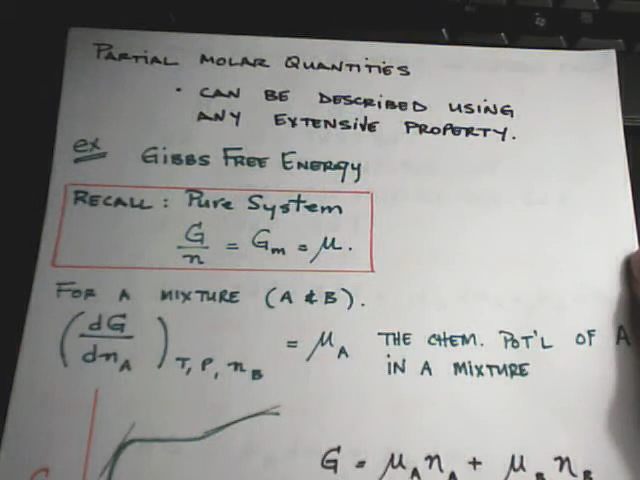 PARTIAL MOLAR QUANTITIES
• CAN BE DESCRIBED USING
ANY EXTENSIVE PROPERTY.
ex GIBBS FREE ENERGY
RECALL: Pure System
G/n = Gm = μ.
FOR A MIXTURE (A & B).
(dG/dnA)T, P, nB = μA THE CHEM. POT'L OF A
IN A MIXTURE
G = μAnA + μBnB